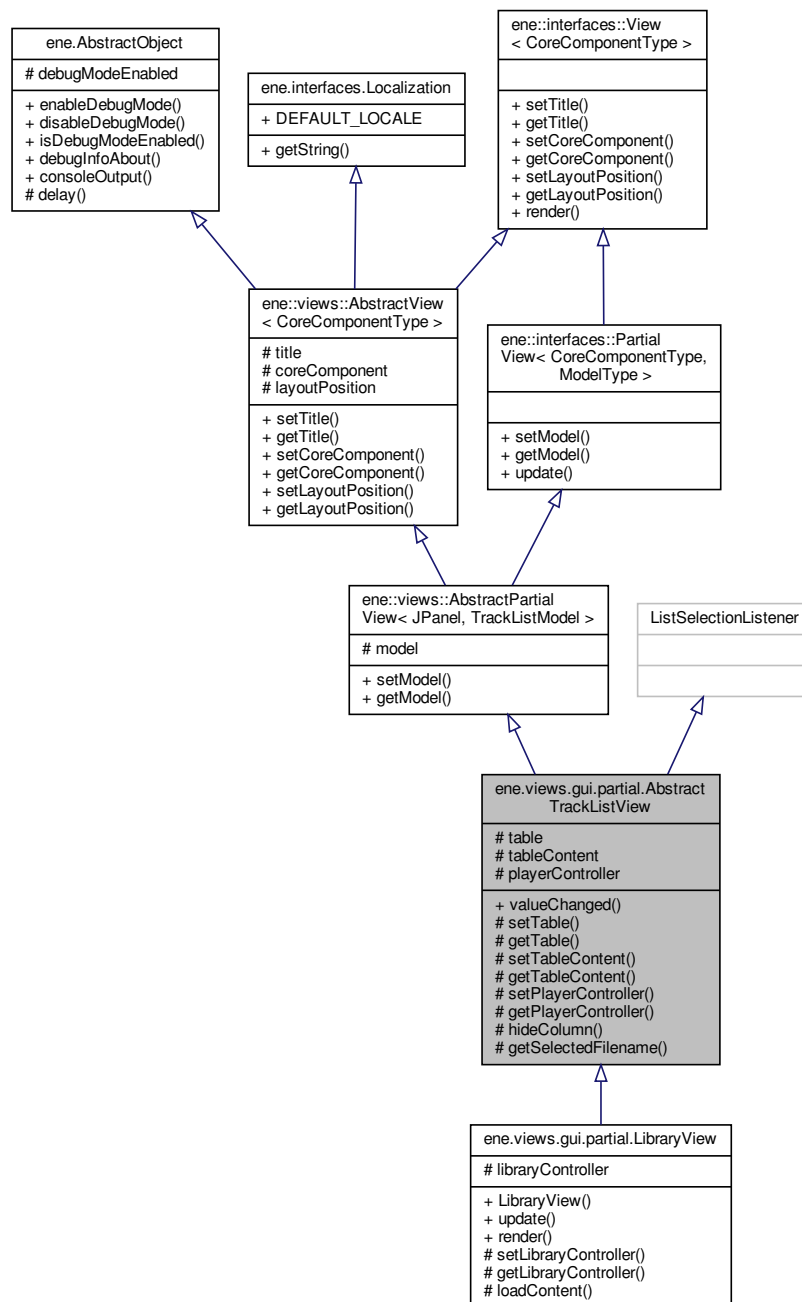 ene.AbstractObject
# debugModeEnabled
+ enableDebugMode()
+ disableDebugMode()
+ isDebugModeEnabled()
+ debugInfoAbout()
+ consoleOutput()
# delay()
ene.interfaces.Localization
+ DEFAULT_LOCALE
+ getString()
ene::interfaces::View
< CoreComponentType >
+ setTitle()
+ getTitle()
+ setCoreComponent()
+ getCoreComponent()
+ setLayoutPosition()
+ getLayoutPosition()
+ render()
ene::views::AbstractView
< CoreComponentType >
# title
# coreComponent
# layoutPosition
+ setTitle()
+ getTitle()
+ setCoreComponent()
+ getCoreComponent()
+ setLayoutPosition()
+ getLayoutPosition()
ene::interfaces::Partial
View< CoreComponentType,
ModelType >
+ setModel()
+ getModel()
+ update()
ene::views::AbstractPartial
View< JPanel, TrackListModel >
# model
+ setModel()
+ getModel()
ListSelectionListener
ene.views.gui.partial.Abstract
TrackListView
# table
# tableContent
# playerController
+ valueChanged()
# setTable()
# getTable()
# setTableContent()
# getTableContent()
# setPlayerController()
# getPlayerController()
# hideColumn()
# getSelectedFilename()
ene.views.gui.partial.LibraryView
# libraryController
+ LibraryView()
+ update()
+ render()
# setLibraryController()
# getLibraryController()
# loadContent()